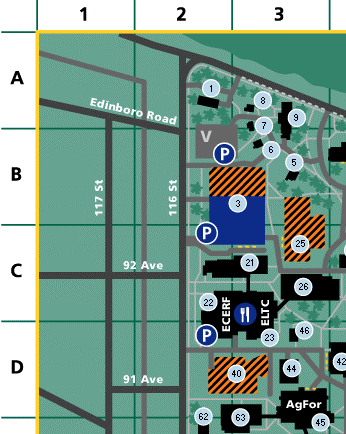 1 2 3
A
1
8
9
Edinboro Road
7
V
P
6
5
B
117 St
116 St
3
P
25
C
92 Ave
21
26
22
ECERF
ELTC
P
23
46
D
42
91 Ave
40
44
AgFor
62
63
45